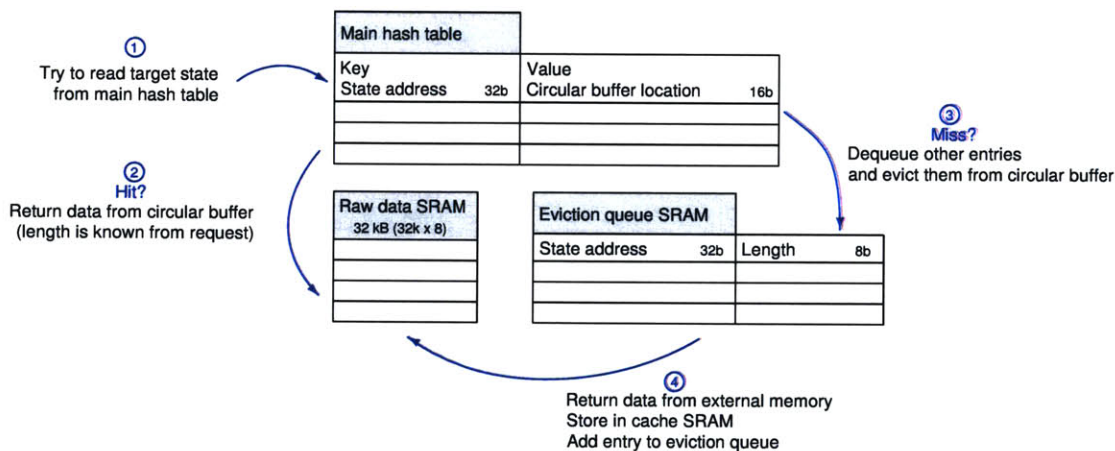 ①
Try to read target state
from main hash table
Main hash table
Key
State address 32b
Value
Circular buffer location 16b
②
Hit?
Return data from circular buffer
(length is known from request)
③
Miss?
Dequeue other entries
and evict them from circular buffer
Raw data SRAM
32 kB (32k x 8)
Eviction queue SRAM
State address 32b
Length 8b
④
Return data from external memory
Store in cache SRAM
Add entry to eviction queue